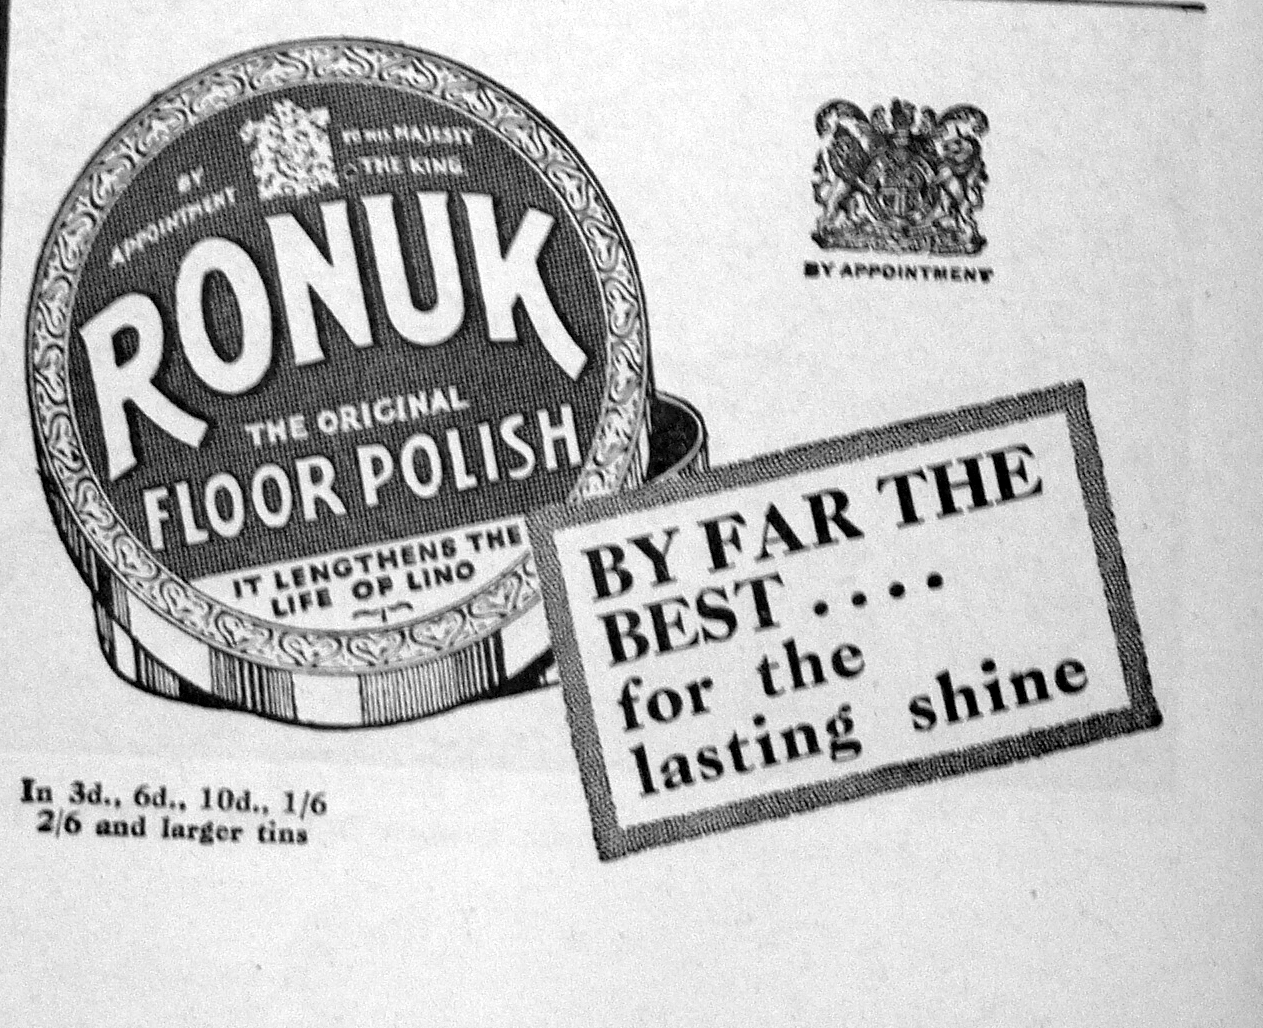 BY APPOINTMENT
TO HIS MAJESTY
THE KING
RONUK
THE ORIGINAL
FLOOR POLISH
IT LENGTHENS THE
LIFE OF LINO
BY APPOINTMENT
BY FAR THE
BEST ....
for the
lasting shine
In 3d., 6d., 10d., 1/6
2/6 and larger tins